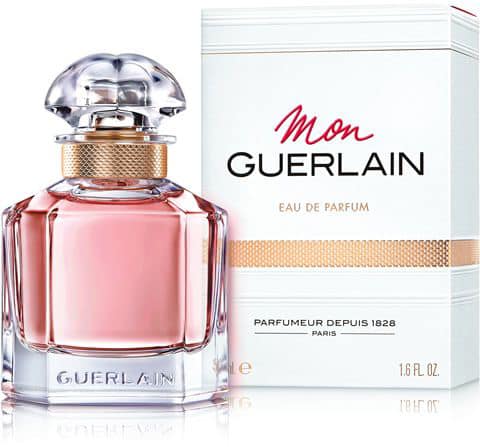 Mon
GUERLAIN
EAU DE PARFUM
PARFUMEUR DEPUIS 1828
PARIS
℮ 1.6 FL. OZ.
GUERLAIN